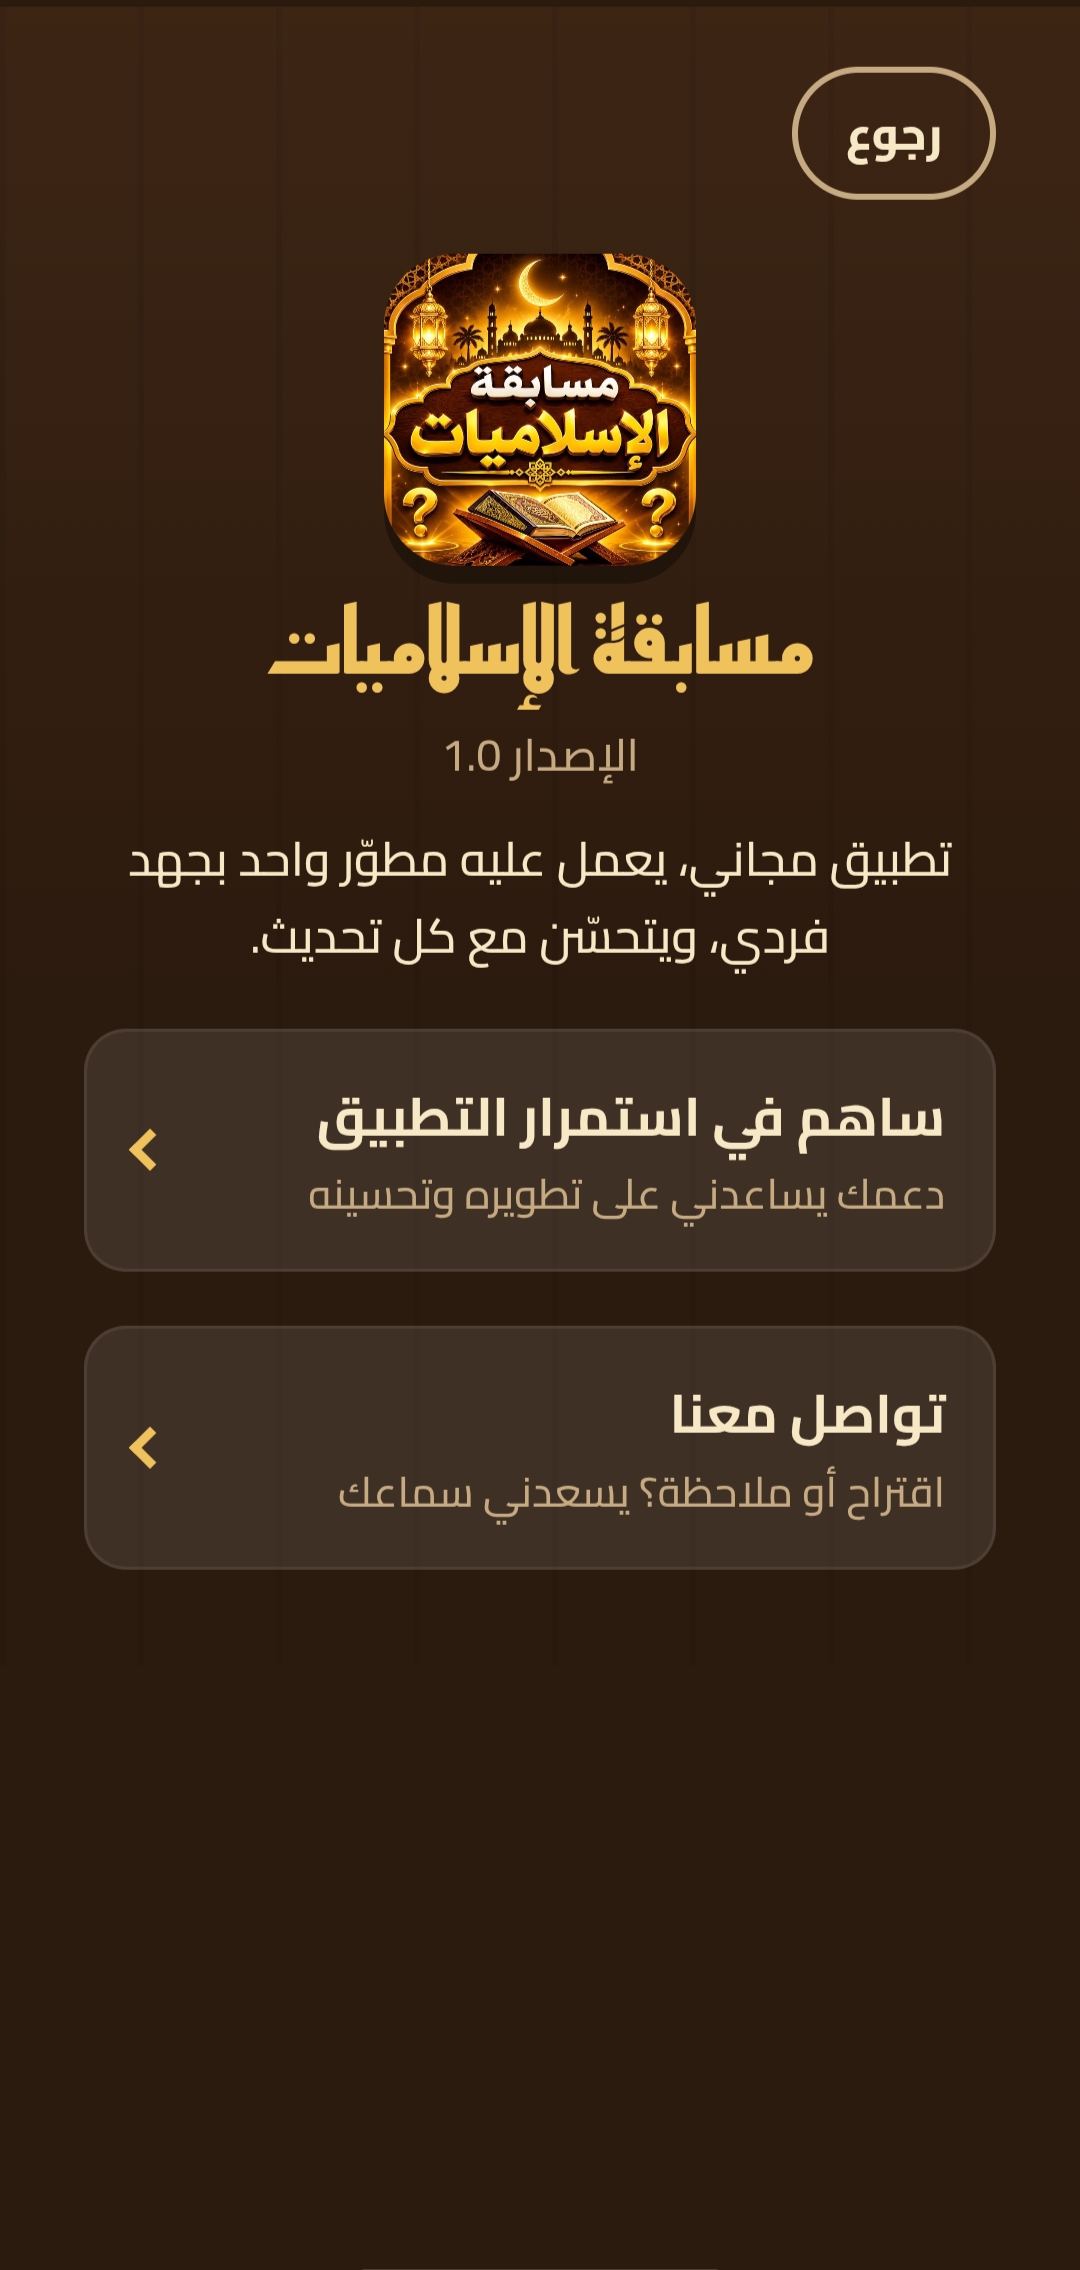 رجوع
مسابقة
الإسلاميات
? ?
مسابقة الإسلاميات
الإصدار 1.0
تطبيق مجاني، يعمل عليه مطوّر واحد بجهد
فردي، ويتحسّن مع كل تحديث.
ساهم في استمرار التطبيق
دعمك يساعدني على تطويره وتحسينه
تواصل معنا
اقتراح أو ملاحظة؟ يسعدني سماعك